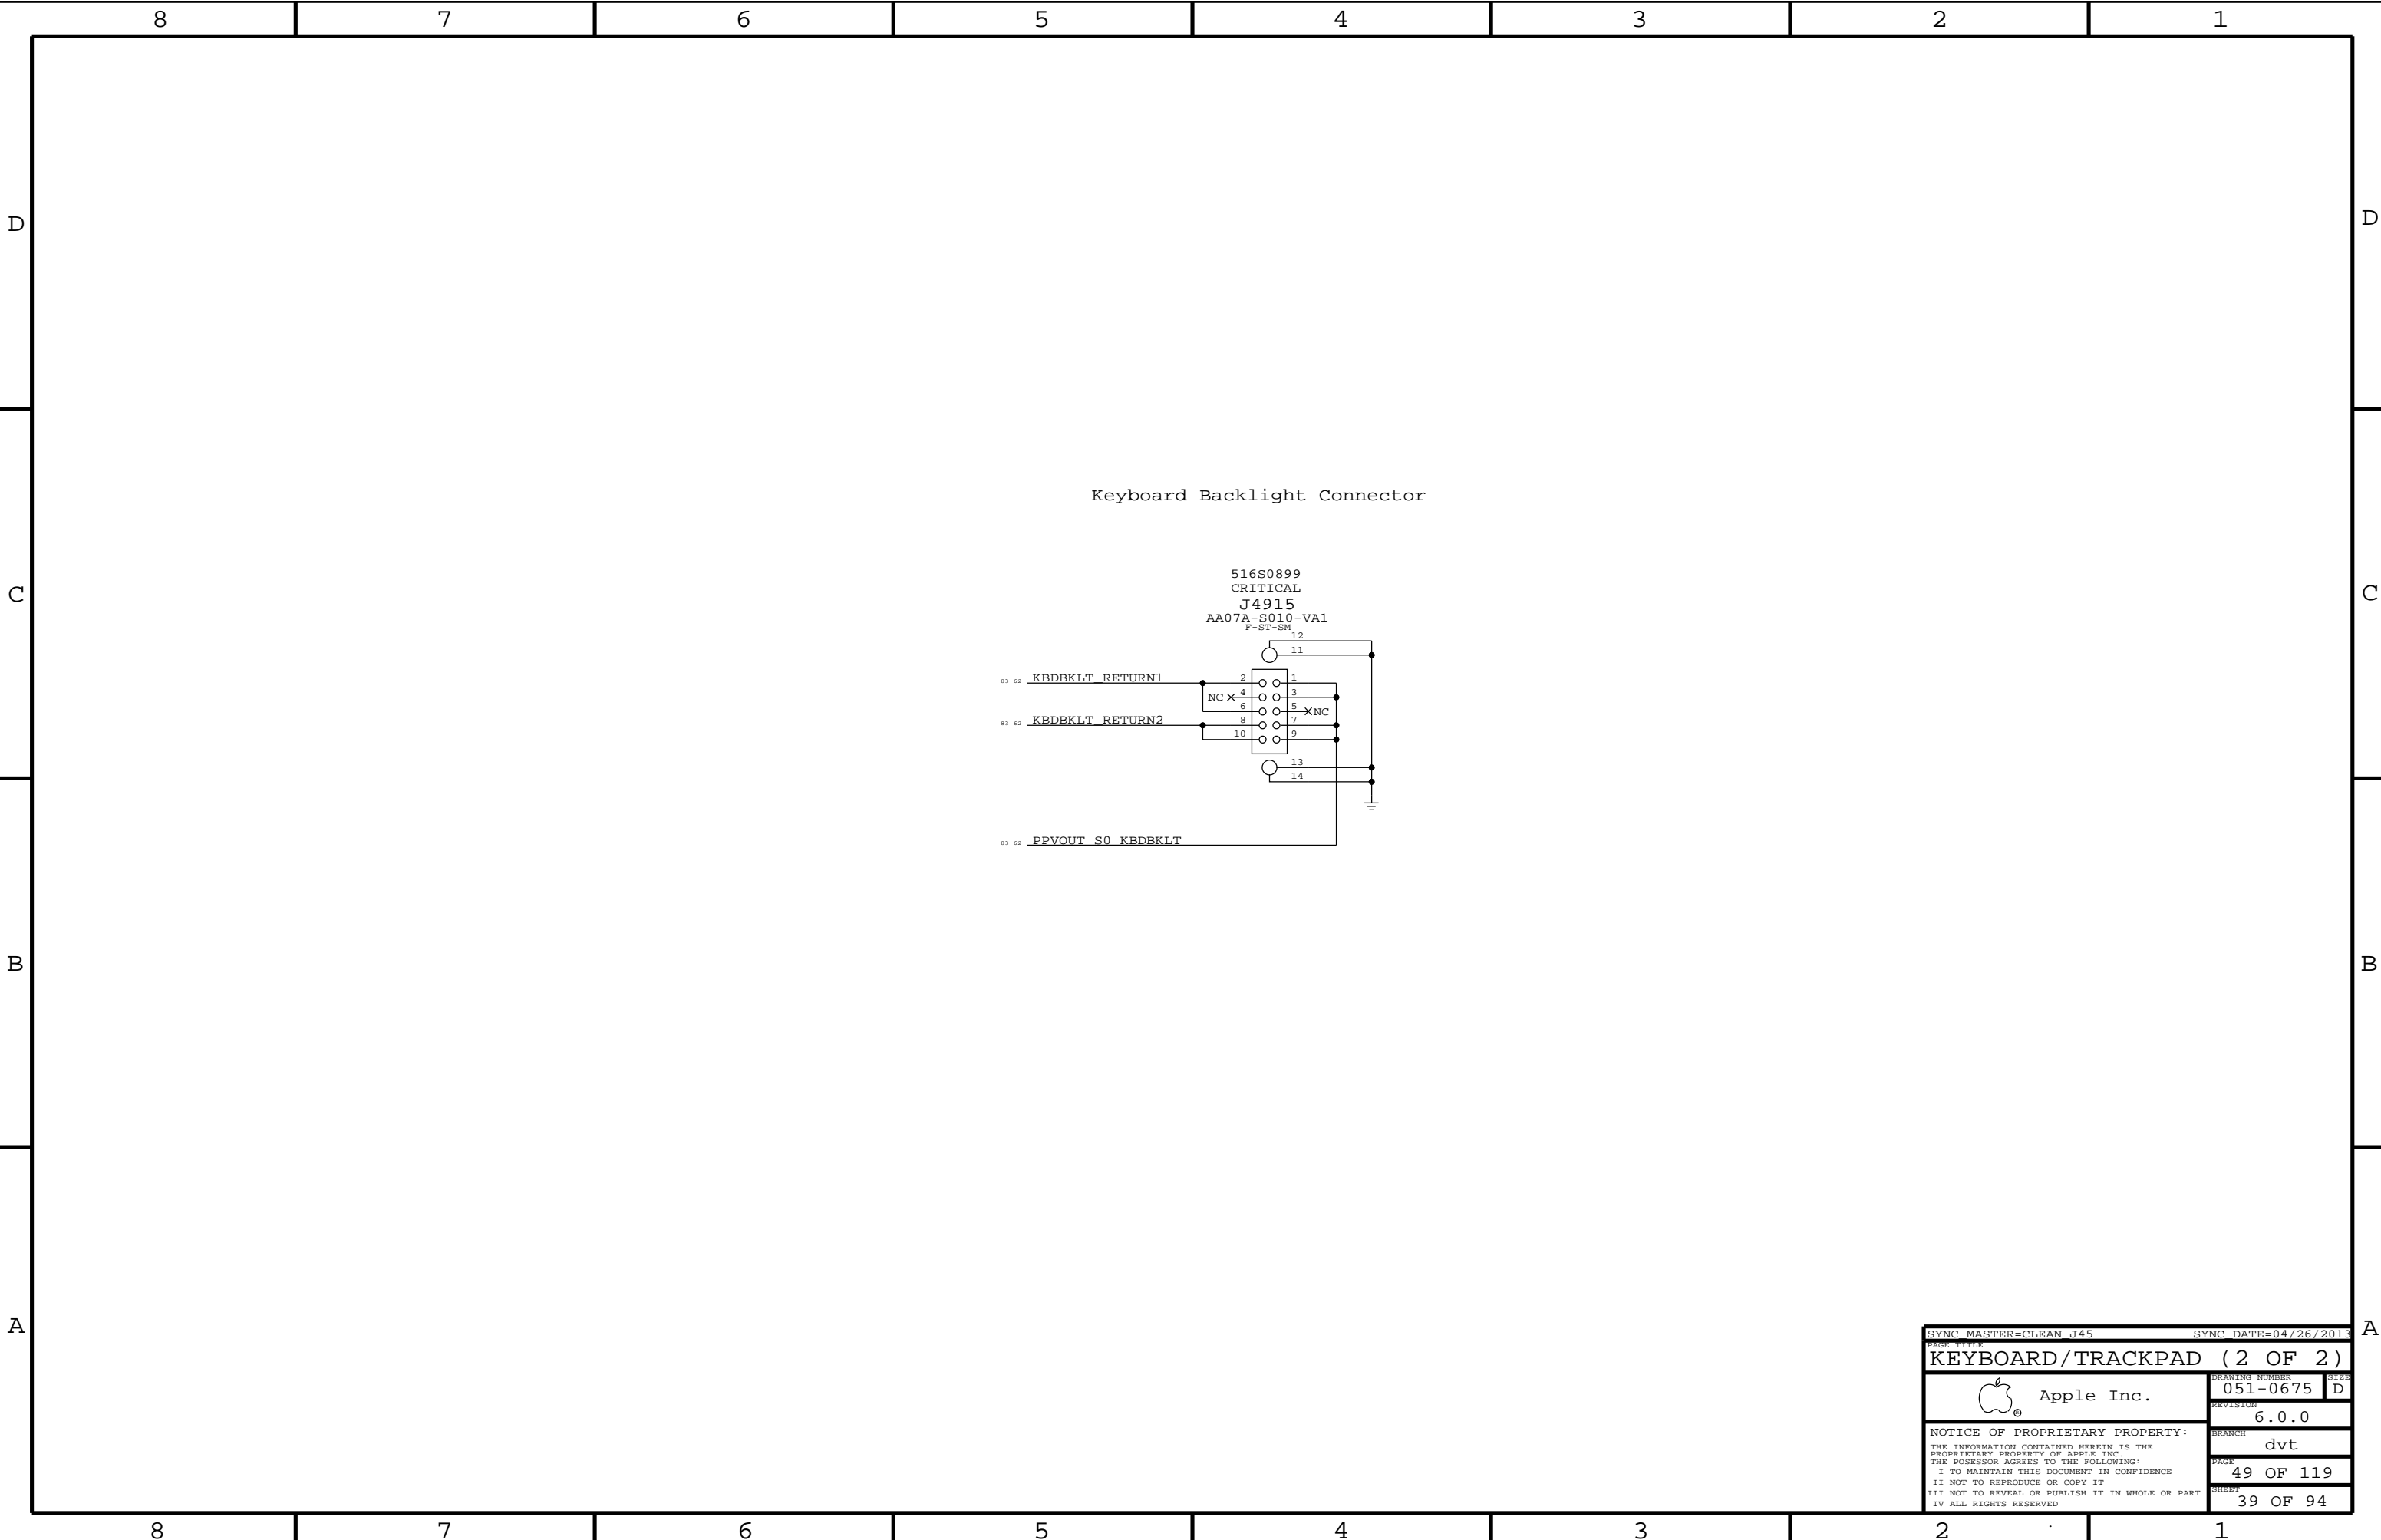 8 7 6 5 4 3 2 1
D D
Keyboard Backlight Connector
516S0899
CRITICAL
C C
J4915
AA07A-S010-VA1
F-ST-SM
12
11
83 62 KBDBKLT_RETURN1 2 1
NC 4 3
6 5 NC
83 62 KBDBKLT_RETURN2 8 7
10 9
13
14
83 62 PPVOUT_S0_KBDBKLT
B B
A A
SYNC_MASTER=CLEAN_J45 SYNC_DATE=04/26/2013
PAGE TITLE
KEYBOARD/TRACKPAD (2 OF 2)
Apple Inc.
®
DRAWING NUMBER SIZE
051-0675 D
REVISION
6.0.0
NOTICE OF PROPRIETARY PROPERTY:
THE INFORMATION CONTAINED HEREIN IS THE
PROPRIETARY PROPERTY OF APPLE INC.
THE POSESSOR AGREES TO THE FOLLOWING:
I TO MAINTAIN THIS DOCUMENT IN CONFIDENCE
II NOT TO REPRODUCE OR COPY IT
III NOT TO REVEAL OR PUBLISH IT IN WHOLE OR PART
IV ALL RIGHTS RESERVED
BRANCH
dvt
PAGE
49 OF 119
SHEET
39 OF 94
8 7 6 5 4 3 2 1